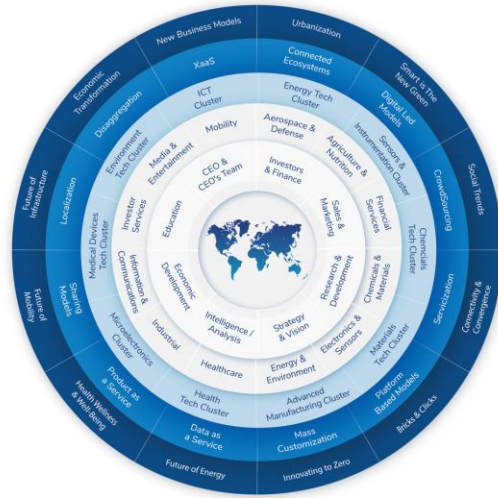 New Business Models
Urbanization
Smart is The
New Green
Social Trends
Connectivity &
Convergence
Bricks & Clicks
Innovating to Zero
Future of Energy
Health Wellness
& Well-Being
Future of
Mobility
Future of
Infrastructure
Economic
Transformation
XaaS
Connected
Ecosystems
Digital Led
Models
CrowdSourcing
Servicization
Platform
Based Models
Mass
Customization
Data as
a Service
Product as
a Service
Sharing
Models
Localization
Disaggregation
ICT
Cluster
Energy Tech
Cluster
Sensors &
Instrumentation Cluster
Chemcials
Tech Cluster
Materials
Tech Cluster
Advanced
Manufacturing Cluster
Health
Tech Cluster
Microelectronics
Cluster
Medical Devices
Tech Cluster
Environment
Tech Cluster
Mobility
Aerospace &
Defense
Agriculture &
Nutrition
Financial
Services
Chemicals &
Materials
Electronics &
Sensors
Energy &
Environment
Healthcare
Industrial
Information &
Communications
Investor
Services
Media &
Entertainment
CEO &
CEO's Team
Investors
& Finance
Sales &
Marketing
Research &
Development
Strategy
& Vision
Intelligence /
Analysis
Economic
Development
Education